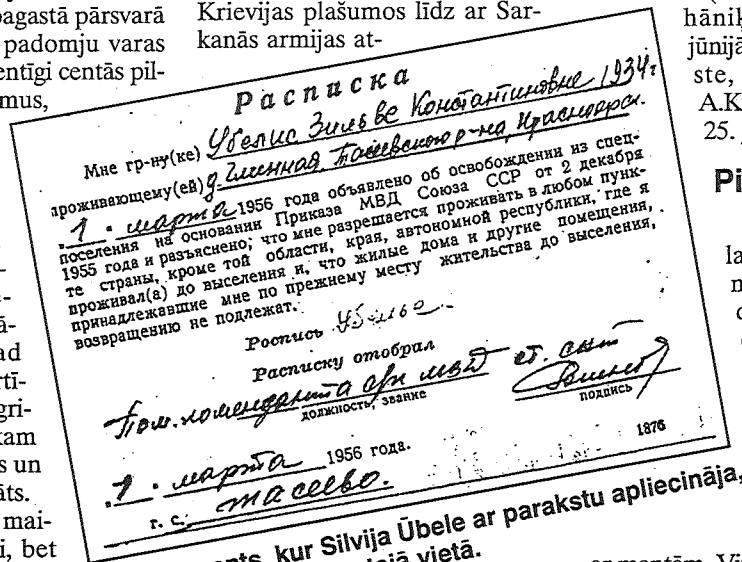 pagastā pārsvarā
padomju varas
entīgi centās pil-
mus,
Krievijas plašumos līdz ar Sar-
kanās armijas at-
hāniķ
jūnijā
ste,
A.K
25.
Pi
Расписка
Мне гр-ну(ке) Убелис Зильве Константиновне 1934 г
проживающему(ей) д. Глинная Тасеевского р-на, Красноярск.
"1" марта 1956 года объявлено об освобождении из спец-
поселения на основании Приказа МВД Союза ССР от 2 декабря
1955 года и разъяснено, что мне разрешается проживать в любом пунк-
те страны, кроме той области, края, автономной республики, где я
проживал(а) до выселения и, что жилые дома и другие помещения,
принадлежавшие мне по прежнему месту жительства до выселения,
возвращению не подлежат.
Роспись
Расписку отобрал
Пом. коменданта МВД ст.
должность, звание
подпись
"1" марта 1956 года.
г. с. Тасеево.
1876
ad
rtī-
gri-
kam
s un
āts.
mai-
i, bet
la
n
nts, kur Silvija Ūbele ar parakstu apliecināja,
vietā.